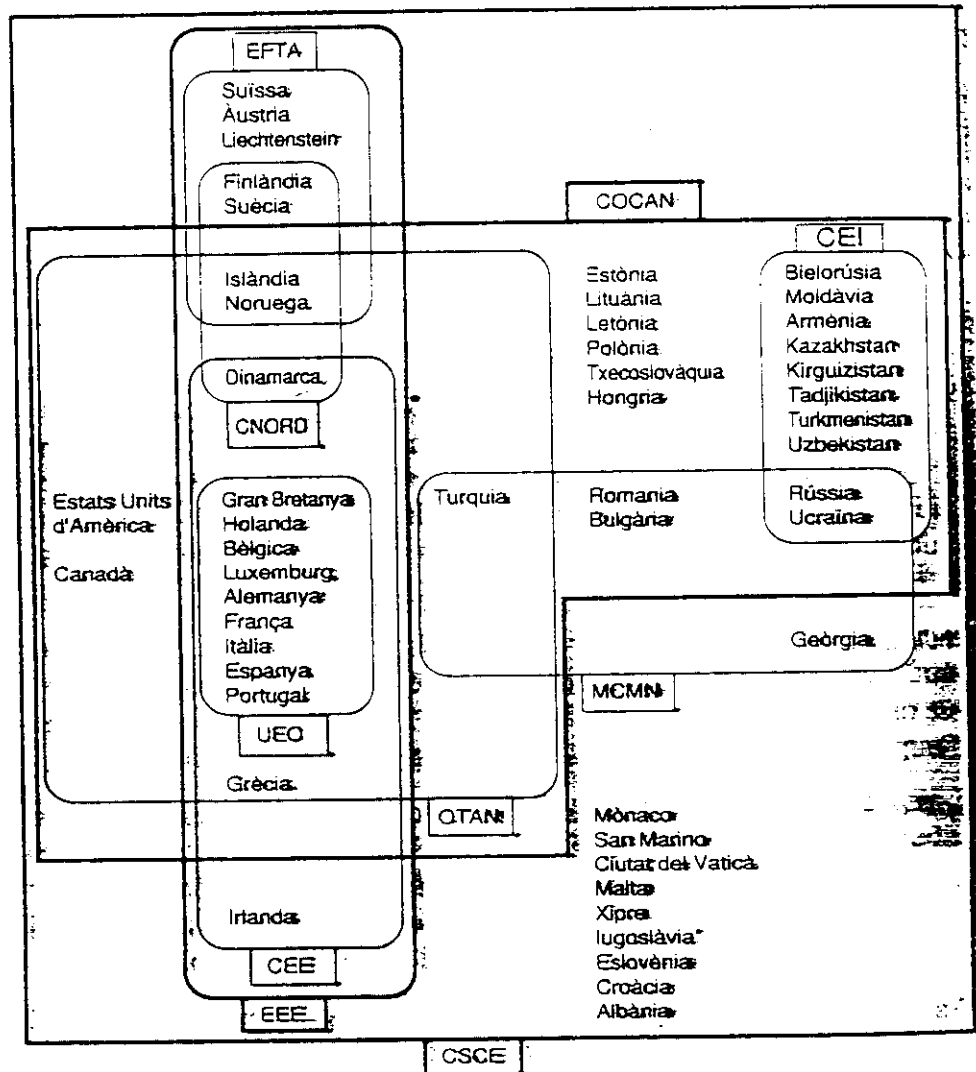 EFTA
Suïssa
Àustria
Liechtenstein
Finlàndia
Suècia
COCAN
CEI
Islàndia
Noruega
Estònia
Lituània
Letònia
Polònia
Txecoslovàquia
Hongria
Bielorúsia
Moldàvia
Armènia
Kazakhstan
Kirguizistan
Tadjikistan
Turkmenistan
Uzbekistan
Dinamarca
CNORD
Estats Units
d'Amèrica
Canadà
Gran Bretanya
Holanda
Bèlgica
Luxemburg
Alemanya
França
Itàlia
Espanya
Portugal
UEO
Turquia
Romania
Bulgària
Rússia
Ucraïna
Geòrgia
MCMN
Grècia
OTAN
Mònaco
San Marino
Ciutat del Vaticà
Malta
Xipre
Iugoslàvia*
Eslovènia
Croàcia
Albània
Irlanda
CEE
EEE
CSCE